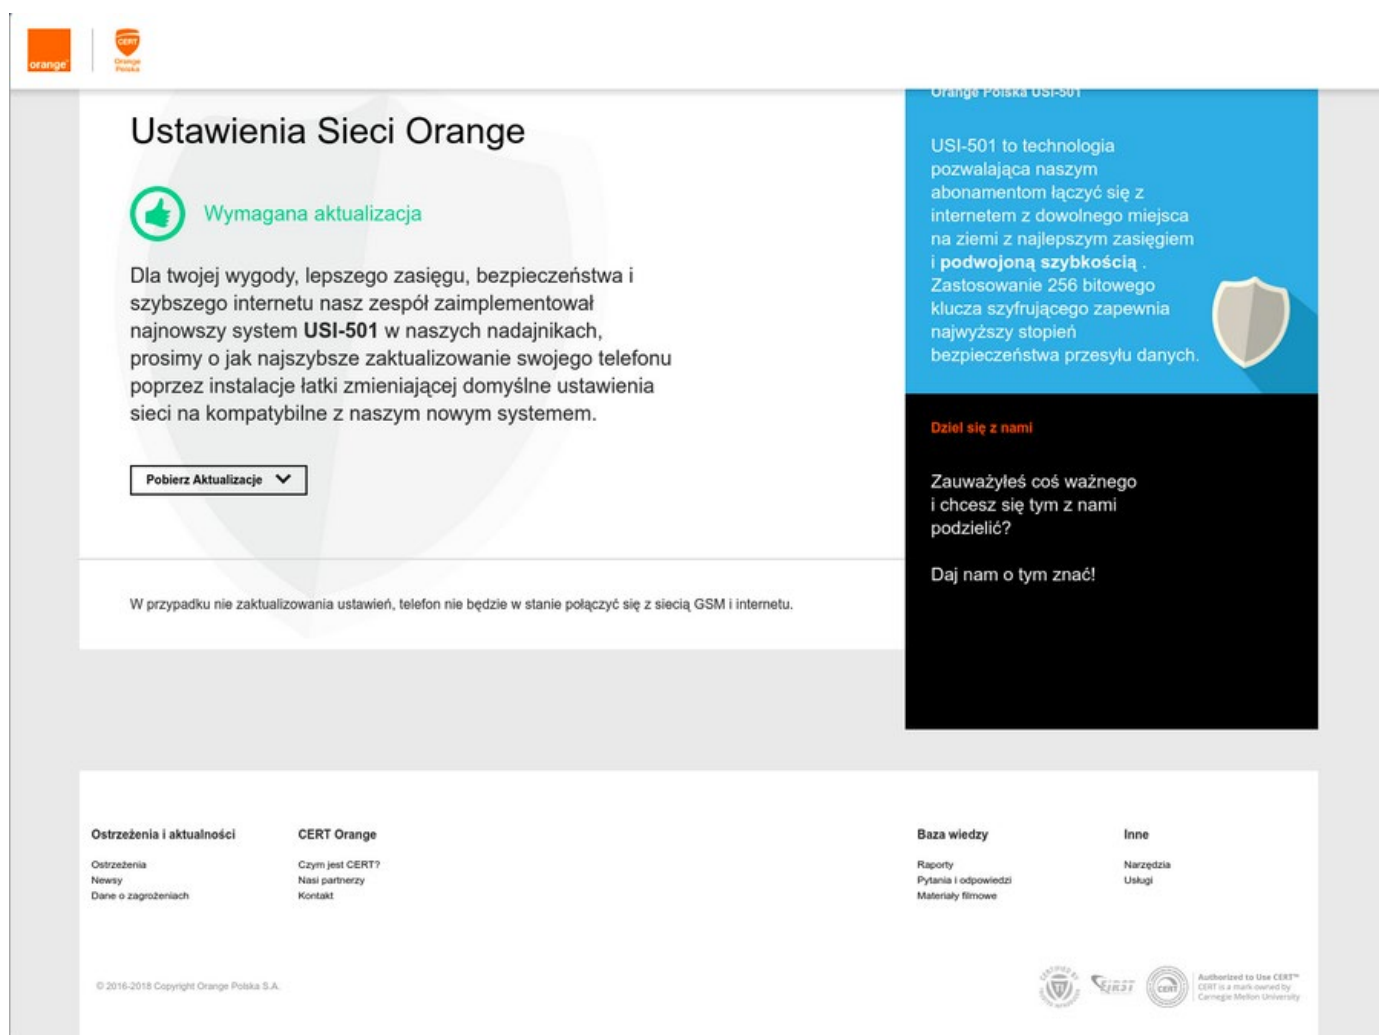 orange™
CERT
Orange
Polska
Ustawienia Sieci Orange
Wymagana aktualizacja
Dla twojej wygody, lepszego zasięgu, bezpieczeństwa i
szybszego internetu nasz zespół zaimplementował
najnowszy system USI-501 w naszych nadajnikach,
prosimy o jak najszybsze zaktualizowanie swojego telefonu
poprzez instalacje łatki zmieniającej domyślne ustawienia
sieci na kompatybilne z naszym nowym systemem.
Pobierz Aktualizacje
W przypadku nie zaktualizowania ustawień, telefon nie będzie w stanie połączyć się z siecią GSM i internetu.
Orange Polska USI-501
USI-501 to technologia
pozwalająca naszym
abonamentom łączyć się z
internetem z dowolnego miejsca
na ziemi z najlepszym zasięgiem
i podwojoną szybkością .
Zastosowanie 256 bitowego
klucza szyfrującego zapewnia
najwyższy stopień
bezpieczeństwa przesyłu danych.
Dziel się z nami
Zauważyłeś coś ważnego
i chcesz się tym z nami
podzielić?
Daj nam o tym znać!
Ostrzeżenia i aktualności
Ostrzeżenia
Newsy
Dane o zagrożeniach
CERT Orange
Czym jest CERT?
Nasi partnerzy
Kontakt
Baza wiedzy
Raporty
Pytania i odpowiedzi
Materiały filmowe
Inne
Narzędzia
Usługi
© 2016-2018 Copyright Orange Polska S.A.
CERTIFIED BY
TI
FIRST
CERT
Authorized to Use CERT™
CERT is a mark owned by
Carnegie Mellon University